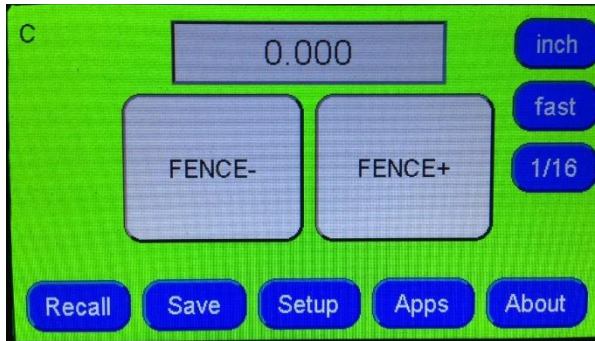 C
0.000
inch
fast
FENCE-
FENCE+
1/16
Recall
Save
Setup
Apps
About